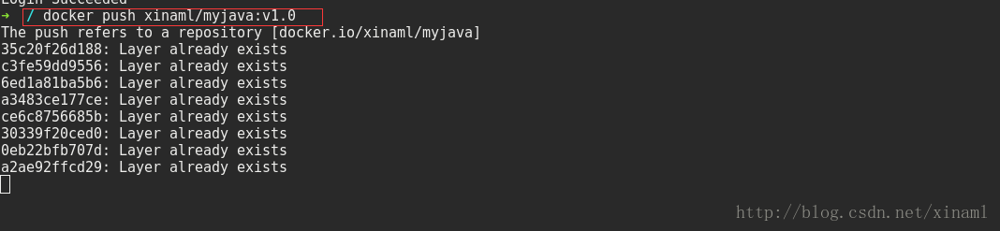 Login Succeeded
➜ / docker push xinaml/myjava:v1.0
The push refers to a repository [docker.io/xinaml/myjava]
35c20f26d188: Layer already exists
c3fe59dd9556: Layer already exists
6ed1a81ba5b6: Layer already exists
a3483ce177ce: Layer already exists
ce6c8756685b: Layer already exists
30339f20ced0: Layer already exists
0eb22bfb707d: Layer already exists
a2ae92ffcd29: Layer already exists
http://blog.csdn.net/xinaml